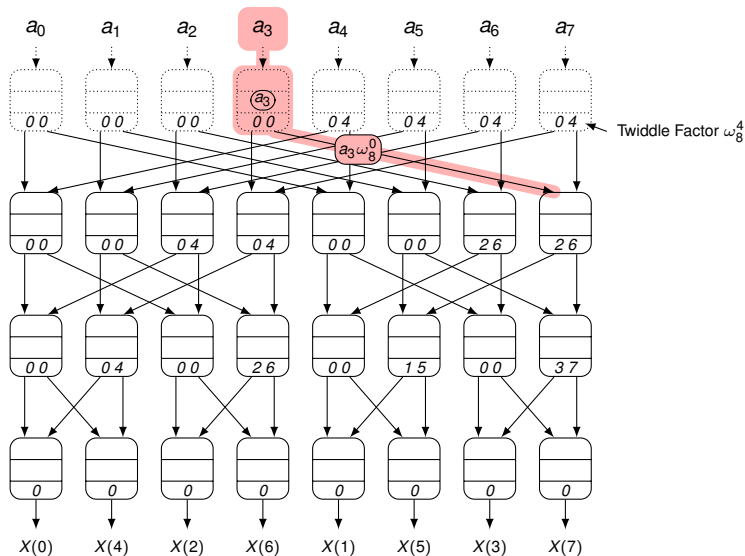 a0 a1 a2 a3 a4 a5 a6 a7
a3
0 0 0 0 0 0 0 0 0 4 0 4 0 4 0 4
Twiddle Factor ω_8^4
a3 ω_8^0
0 0 0 0 0 4 0 4 0 0 0 0 2 6 2 6
0 0 0 4 0 0 2 6 0 0 1 5 0 0 3 7
0 0 0 0 0 0 0 0
X(0) X(4) X(2) X(6) X(1) X(5) X(3) X(7)